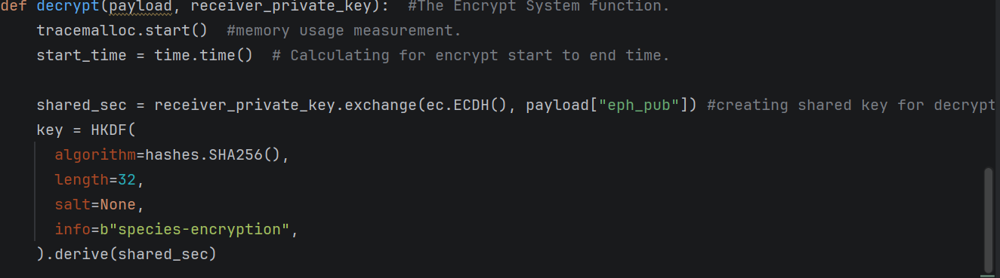 def decrypt(payload, receiver_private_key):  #The Encrypt System function.
    tracemalloc.start()  #memory usage measurement.
    start_time = time.time()  # Calculating for encrypt start to end time.
    shared_sec = receiver_private_key.exchange(ec.ECDH(), payload["eph_pub"]) #creating shared key for decrypt
    key = HKDF(
      algorithm=hashes.SHA256(),
      length=32,
      salt=None,
      info=b"species-encryption",
    ).derive(shared_sec)